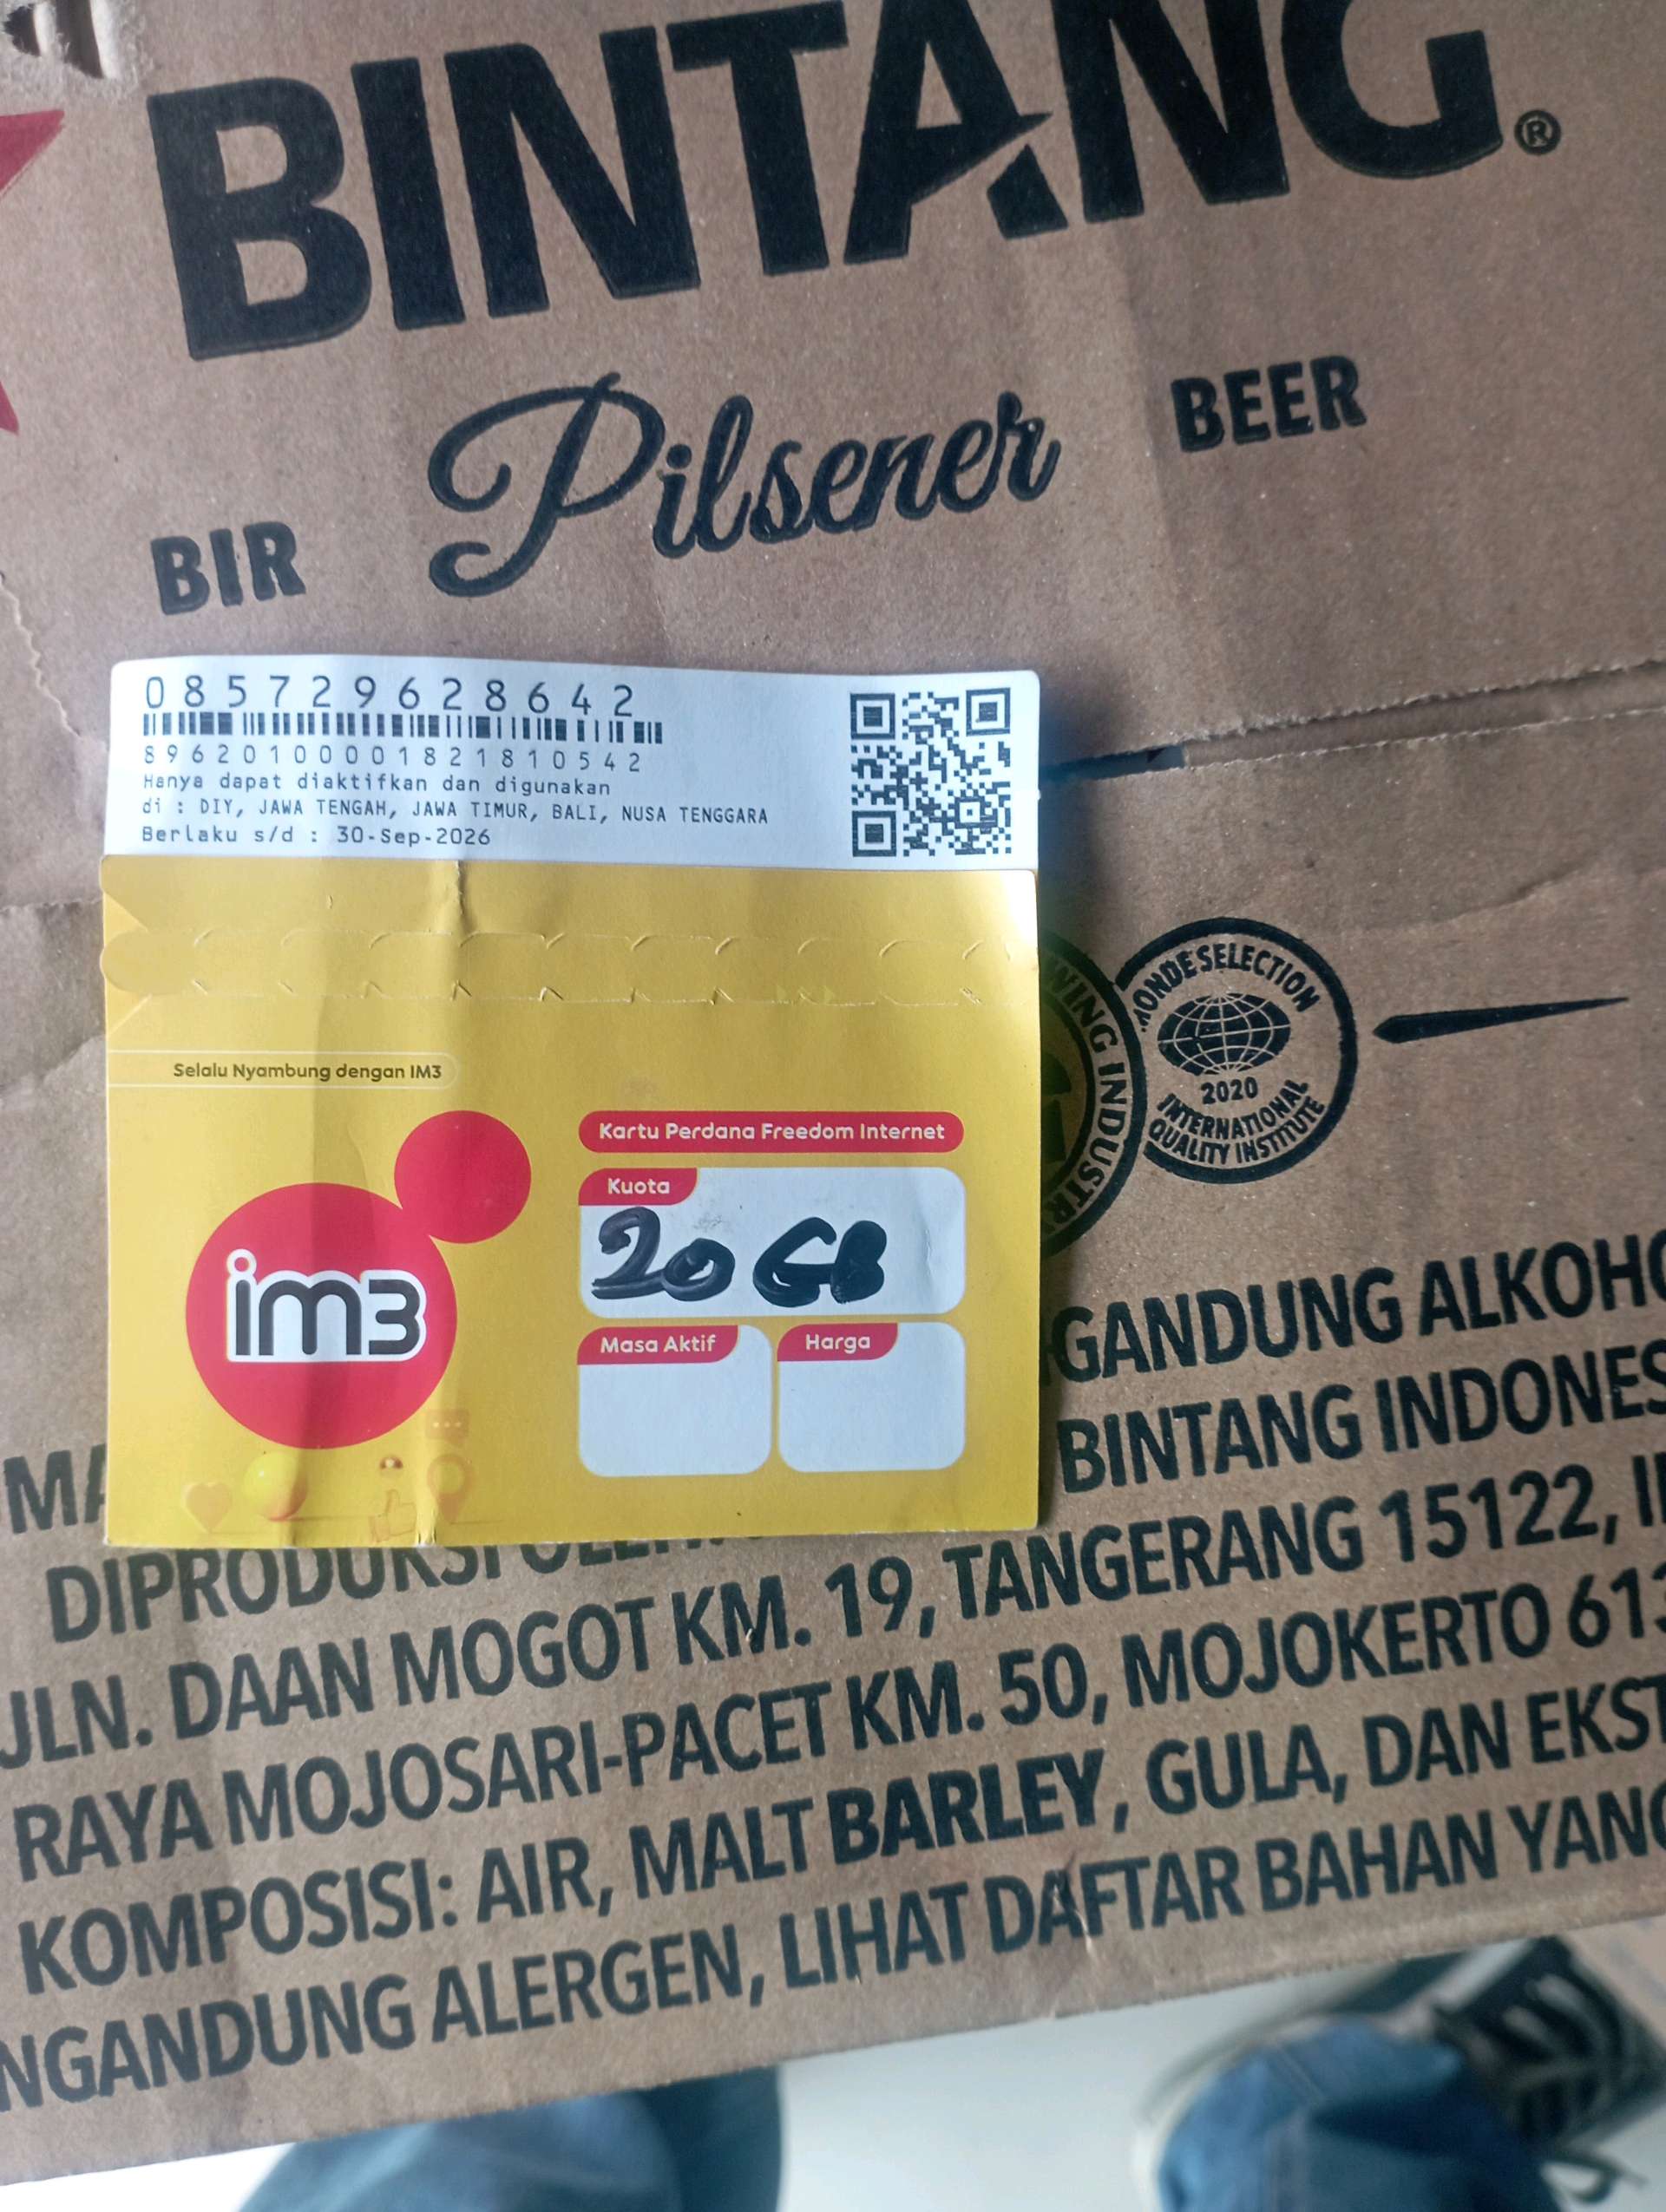 BINTANG®
BIR Pilsener BEER
085729628642
8962010000182181 0542
Hanya dapat diaktifkan dan digunakan
di : DIY, JAWA TENGAH, JAWA TIMUR, BALI, NUSA TENGGARA
Berlaku s/d : 30-Sep-2026
Selalu Nyambung dengan IM3
im3
Kartu Perdana Freedom Internet
Kuota
20 GB
Masa Aktif
Harga
MONDE SELECTION
2020
INTERNATIONAL
QUALITY INSTITUTE
GANDUNG ALKOHO
DIPRODUKSI OLEH BINTANG INDONES
JLN. DAAN MOGOT KM. 19, TANGERANG 15122, I
RAYA MOJOSARI-PACET KM. 50, MOJOKERTO 613
KOMPOSISI: AIR, MALT BARLEY, GULA, DAN EKST
NGANDUNG ALERGEN, LIHAT DAFTAR BAHAN YANG